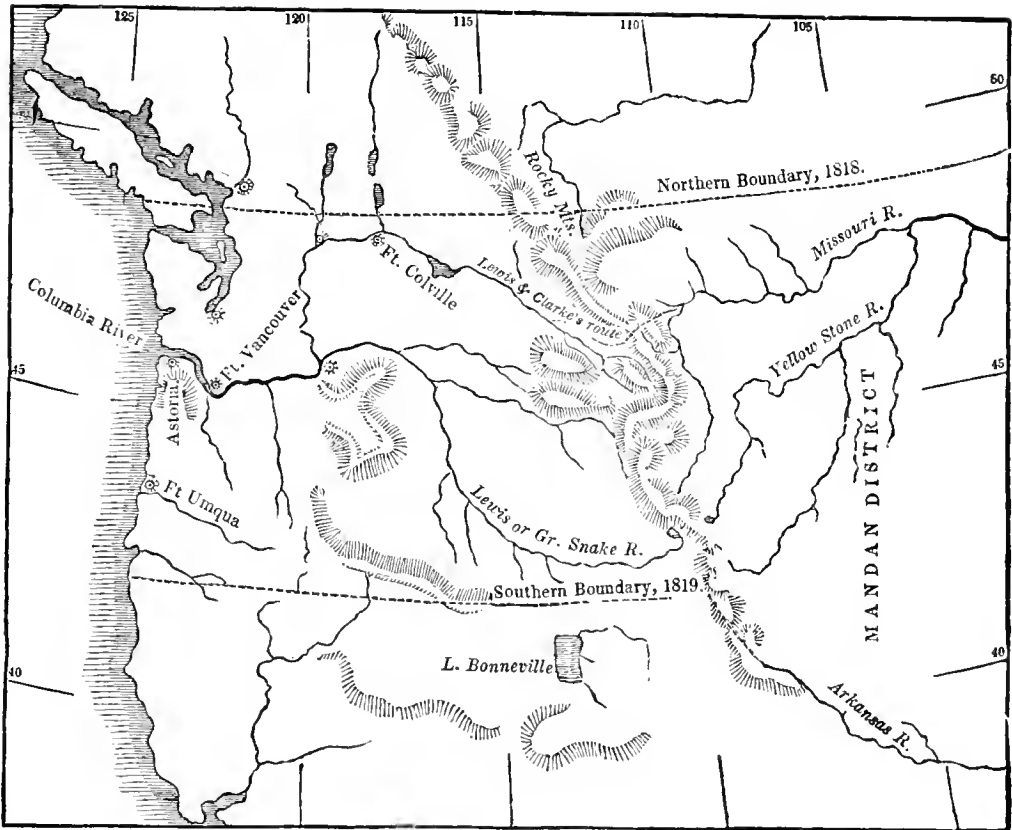 125
120
115
110
105
50
Rocky Mts.
Northern Boundary, 1818.
Missouri R.
Ft. Colville
Lewis & Clarke's route
Columbia River
Ft. Vancouver
Yellow Stone R.
45
45
Astoria
MANDAN DISTRICT
Ft Umqua
Lewis or Gr. Snake R.
Southern Boundary, 1819.
L. Bonneville
40
40
Arkansas R.